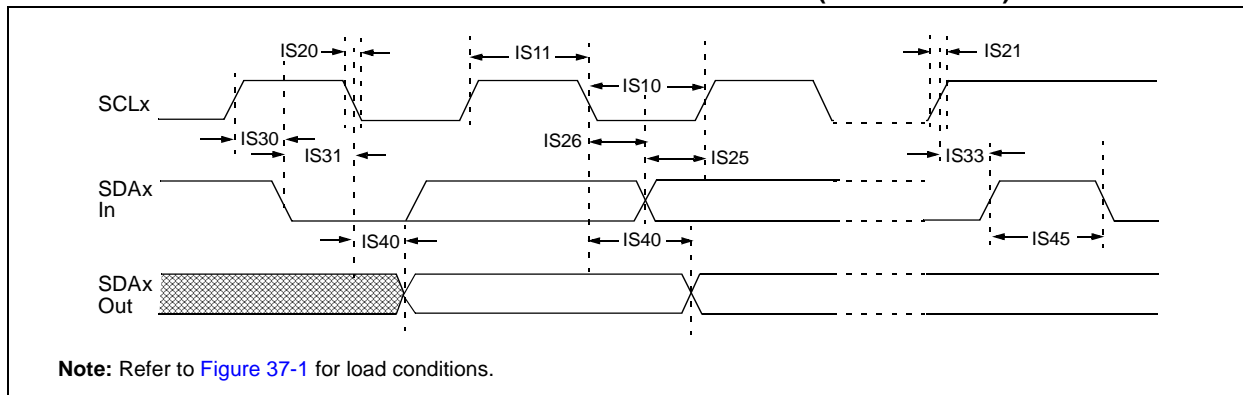 IS20
IS11
IS21
IS10
SCLx
IS30
IS31
IS26
IS25
IS33
SDAx
In
IS40
IS40
IS45
SDAx
Out
Note: Refer to Figure 37-1 for load conditions.